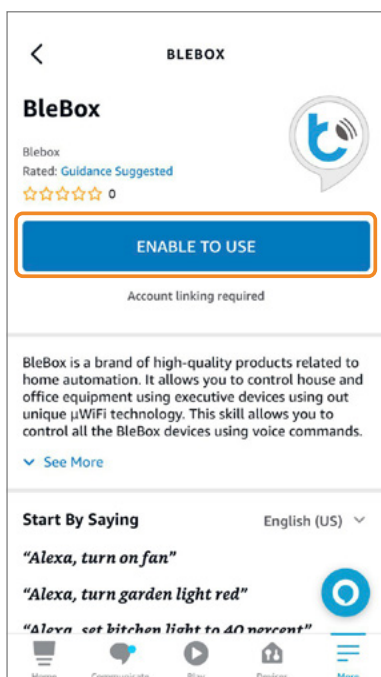 BLEBOX
BleBox
Blebox
Rated: Guidance Suggested
0
ENABLE TO USE
Account linking required
BleBox is a brand of high-quality products related to
home automation. It allows you to control house and
office equipment using executive devices using out
unique μWiFi technology. This skill allows you to
control all the BleBox devices using voice commands.
See More
Start By Saying English (US)
“Alexa, turn on fan”
“Alexa, turn garden light red”
“Alexa, set kitchen light to 40 percent”
Home Communicate Play Devices More